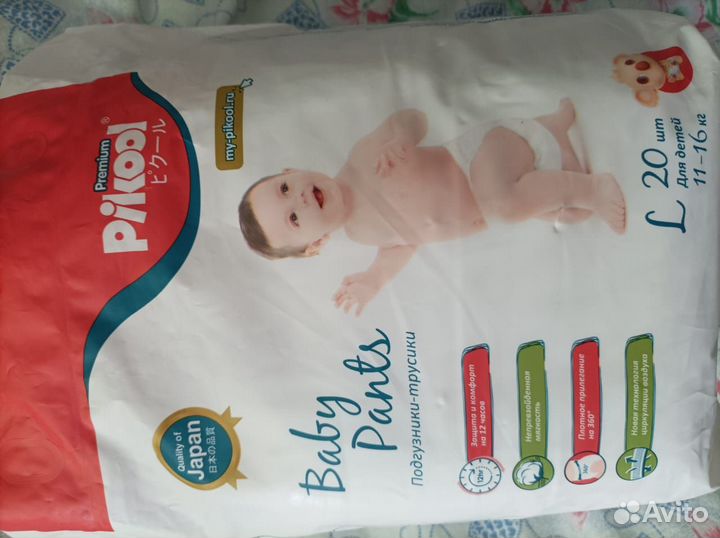 Premium
Pikool®
ピクール
my-pikool.ru
L
20 шт
Для детей
11-16 кг
Quality of
Japan
日本の品質
Baby
Pants
Подгузники-трусики
12hr
Защита и комфорт
на 12 часов
Непревзойденная
мягкость
360°
Плотное прилегание
на 360°
Новая технология
циркуляции воздуха
Avito